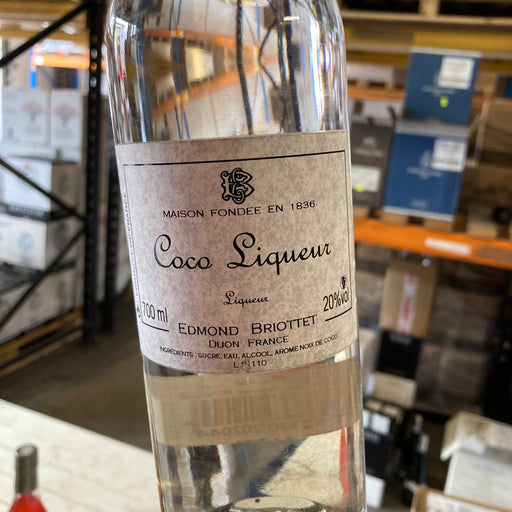 MAISON FONDEE EN 1836
Coco Liqueur
Liqueur
700 ml
20%vol
EDMOND BRIOTTET
DIJON FRANCE
INGRÉDIENTS : SUCRE, EAU, ALCOOL, AROME NOIX DE COCO